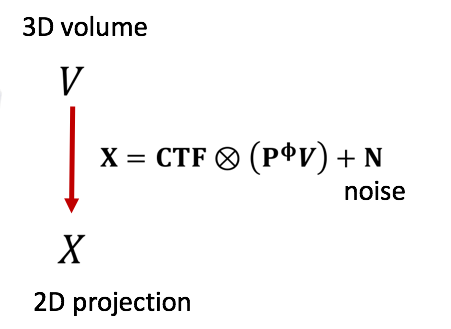 3D volume
V
X = CTF ⊗ (P^ΦV) + N
noise
X
2D projection